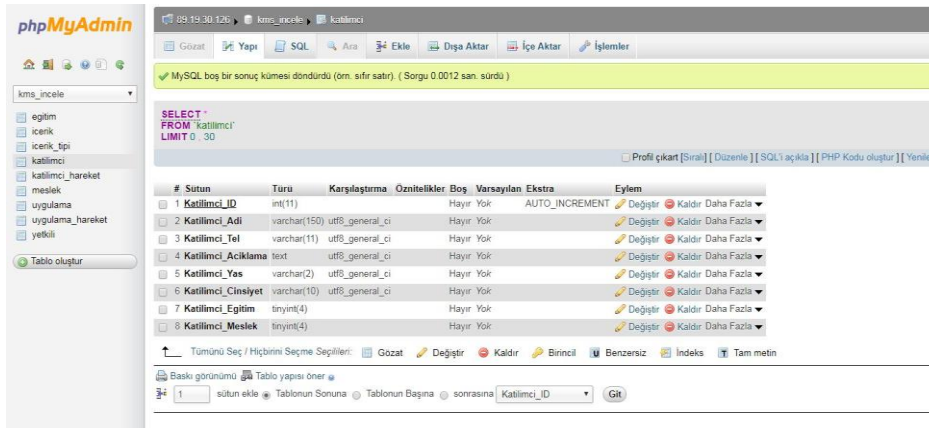 phpMyAdmin
kms_incele
egitim
icerik
icerik_tipi
katilimci
katilimci_hareket
meslek
uygulama
uygulama_hareket
yetkili
Tablo oluştur
89.19.30.126 ▸ kms_incele ▸ katilimci
Gözat Yapı SQL Ara Ekle Dışa Aktar İçe Aktar İşlemler
MySQL boş bir sonuç kümesi döndürdü (örn. sıfır satır). ( Sorgu 0.0012 san. sürdü )
SELECT *
FROM `katilimci`
LIMIT 0 , 30
Profil çıkart [Sıralı] [ Düzenle ] [ SQL'i açıkla ] [ PHP Kodu oluştur ] [ Yenile
# Sütun Türü Karşılaştırma Öznitelikler Boş Varsayılan Ekstra Eylem
1 Katilimci_ID int(11) Hayır Yok AUTO_INCREMENT Değiştir Kaldır Daha Fazla
2 Katilimci_Adi varchar(150) utf8_general_ci Hayır Yok Değiştir Kaldır Daha Fazla
3 Katilimci_Tel varchar(11) utf8_general_ci Hayır Yok Değiştir Kaldır Daha Fazla
4 Katilimci_Aciklama text utf8_general_ci Hayır Yok Değiştir Kaldır Daha Fazla
5 Katilimci_Yas varchar(2) utf8_general_ci Hayır Yok Değiştir Kaldır Daha Fazla
6 Katilimci_Cinsiyet varchar(10) utf8_general_ci Hayır Yok Değiştir Kaldır Daha Fazla
7 Katilimci_Egitim tinyint(4) Hayır Yok Değiştir Kaldır Daha Fazla
8 Katilimci_Meslek tinyint(4) Hayır Yok Değiştir Kaldır Daha Fazla
Tümünü Seç / Hiçbirini Seçme Seçilileri: Gözat Değiştir Kaldır Birincil Benzersiz İndeks Tam metin
Baskı görünümü Tablo yapısı öner
1 sütun ekle Tablonun Sonuna Tablonun Başına sonrasına Katilimci_ID Git